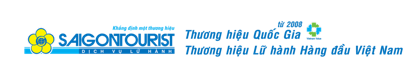 Khẳng định một thương hiệu
SAIGONTOURIST
DỊCH VỤ LỮ HÀNH
từ 2008
Thương hiệu Quốc Gia
Thương hiệu Lữ hành Hàng đầu Việt Nam